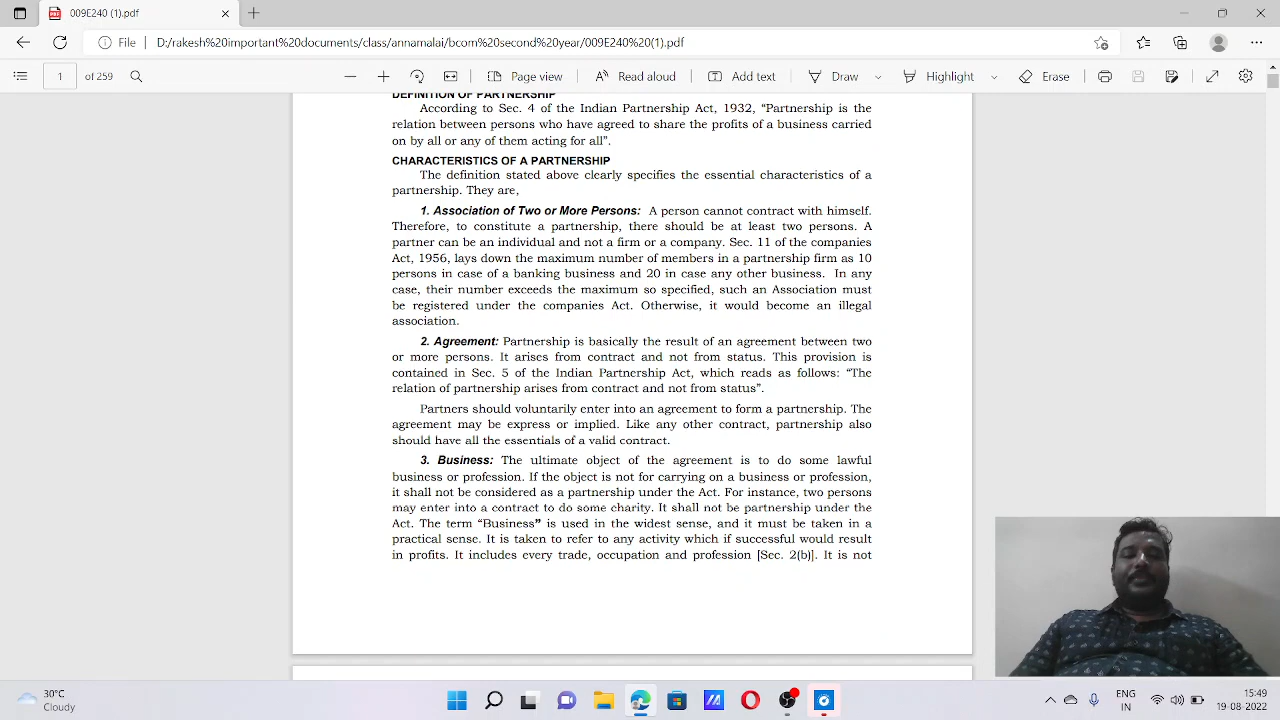 009E240 (1).pdf
File
D:/rakesh%20important%20documents/class/annamalai/bcom%20second%20year/009E240%20(1).pdf
1 of 259
Page view
Read aloud
Add text
Draw
Highlight
Erase
DEFINITION OF PARTNERSHIP
According to Sec. 4 of the Indian Partnership Act, 1932, “Partnership is the
relation between persons who have agreed to share the profits of a business carried
on by all or any of them acting for all”.
CHARACTERISTICS OF A PARTNERSHIP
The definition stated above clearly specifies the essential characteristics of a
partnership. They are,
1. Association of Two or More Persons: A person cannot contract with himself.
Therefore, to constitute a partnership, there should be at least two persons. A
partner can be an individual and not a firm or a company. Sec. 11 of the companies
Act, 1956, lays down the maximum number of members in a partnership firm as 10
persons in case of a banking business and 20 in case any other business. In any
case, their number exceeds the maximum so specified, such an Association must
be registered under the companies Act. Otherwise, it would become an illegal
association.
2. Agreement: Partnership is basically the result of an agreement between two
or more persons. It arises from contract and not from status. This provision is
contained in Sec. 5 of the Indian Partnership Act, which reads as follows: “The
relation of partnership arises from contract and not from status”.
Partners should voluntarily enter into an agreement to form a partnership. The
agreement may be express or implied. Like any other contract, partnership also
should have all the essentials of a valid contract.
3. Business: The ultimate object of the agreement is to do some lawful
business or profession. If the object is not for carrying on a business or profession,
it shall not be considered as a partnership under the Act. For instance, two persons
may enter into a contract to do some charity. It shall not be partnership under the
Act. The term “Business” is used in the widest sense, and it must be taken in a
practical sense. It is taken to refer to any activity which if successful would result
in profits. It includes every trade, occupation and profession [Sec. 2(b)]. It is not
30°C
Cloudy
ENG
IN
15:49
19-08-2022